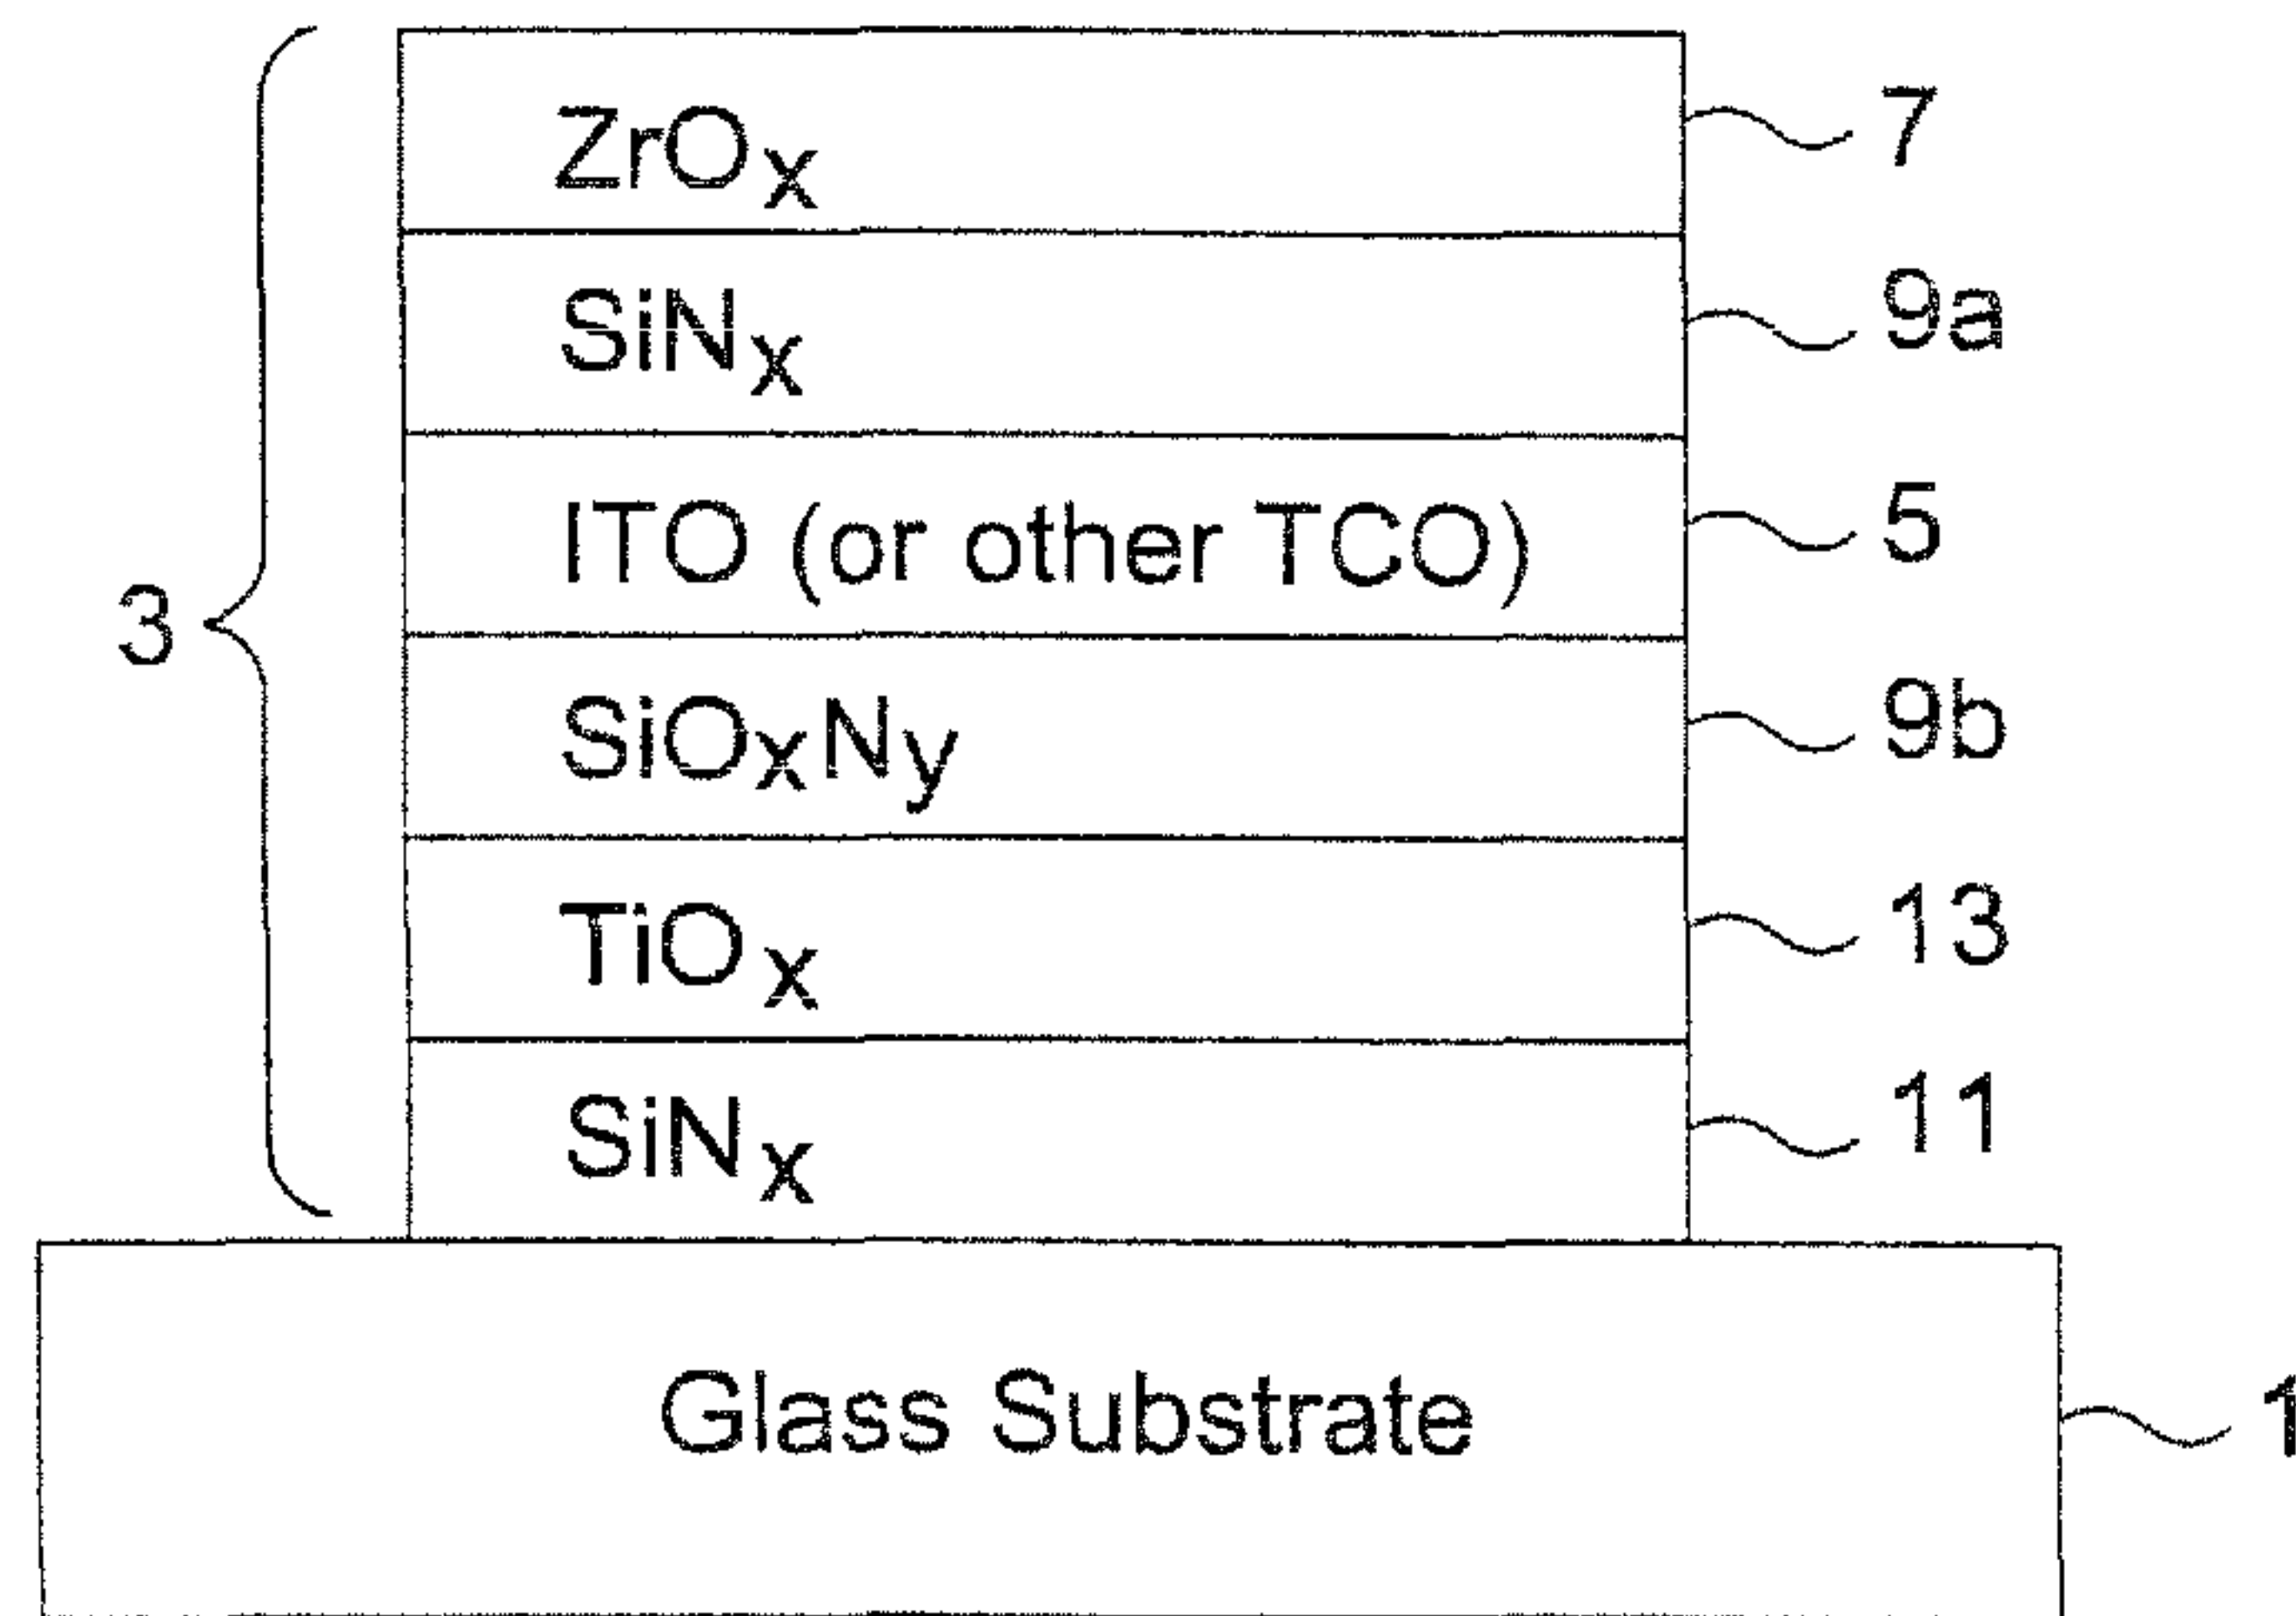 ZrOx 7
SiNx 9a
ITO (or other TCO) 5
3
SiOxNy 9b
TiOx 13
SiNx 11
Glass Substrate 1